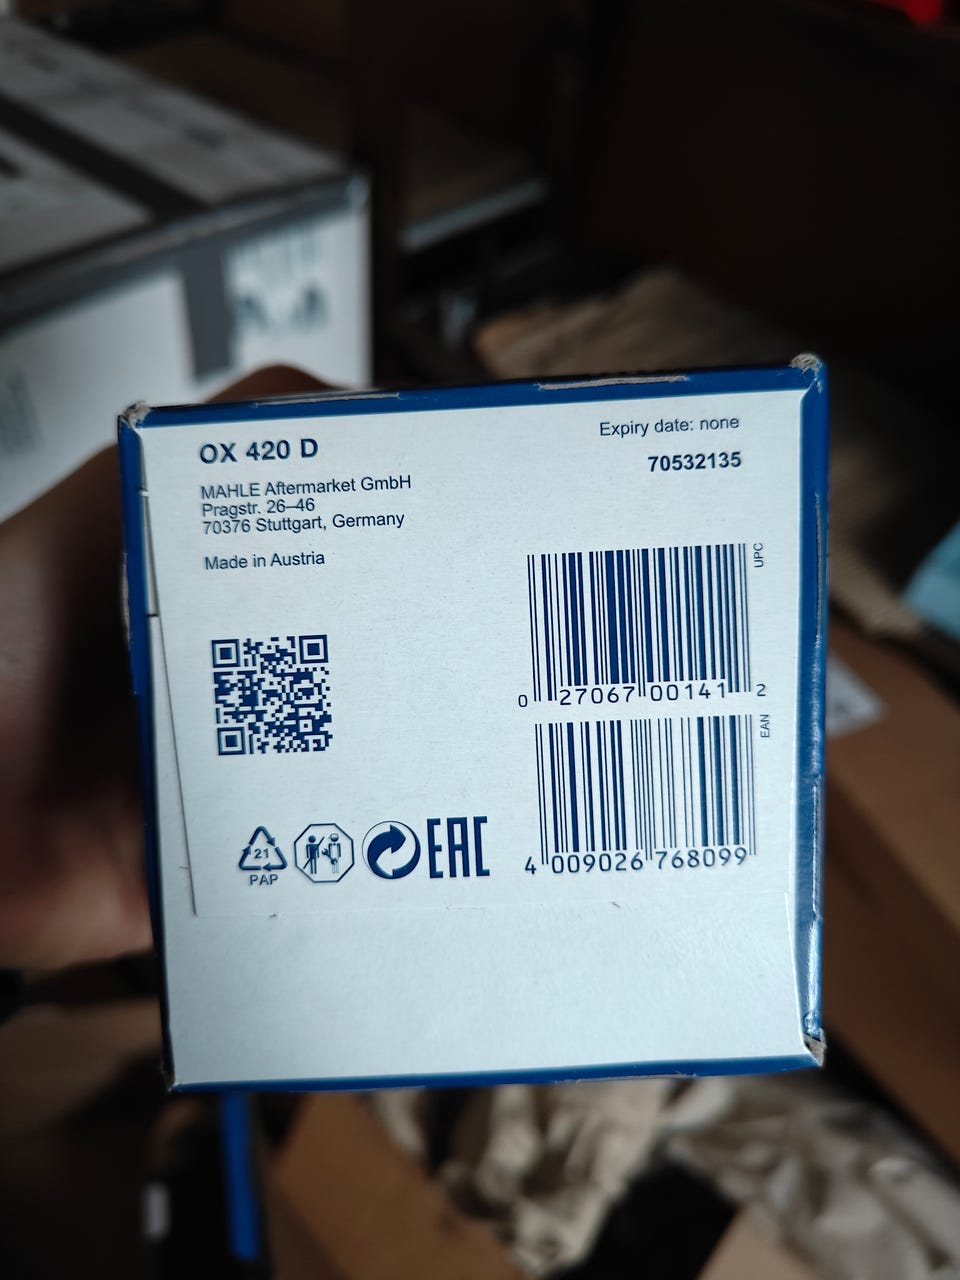 OX 420 D
Expiry date: none
70532135
MAHLE Aftermarket GmbH
Pragstr. 26–46
70376 Stuttgart, Germany
Made in Austria
UPC
0 27067 00141 2
EAN
4 009026 768099
21
PAP
EAC